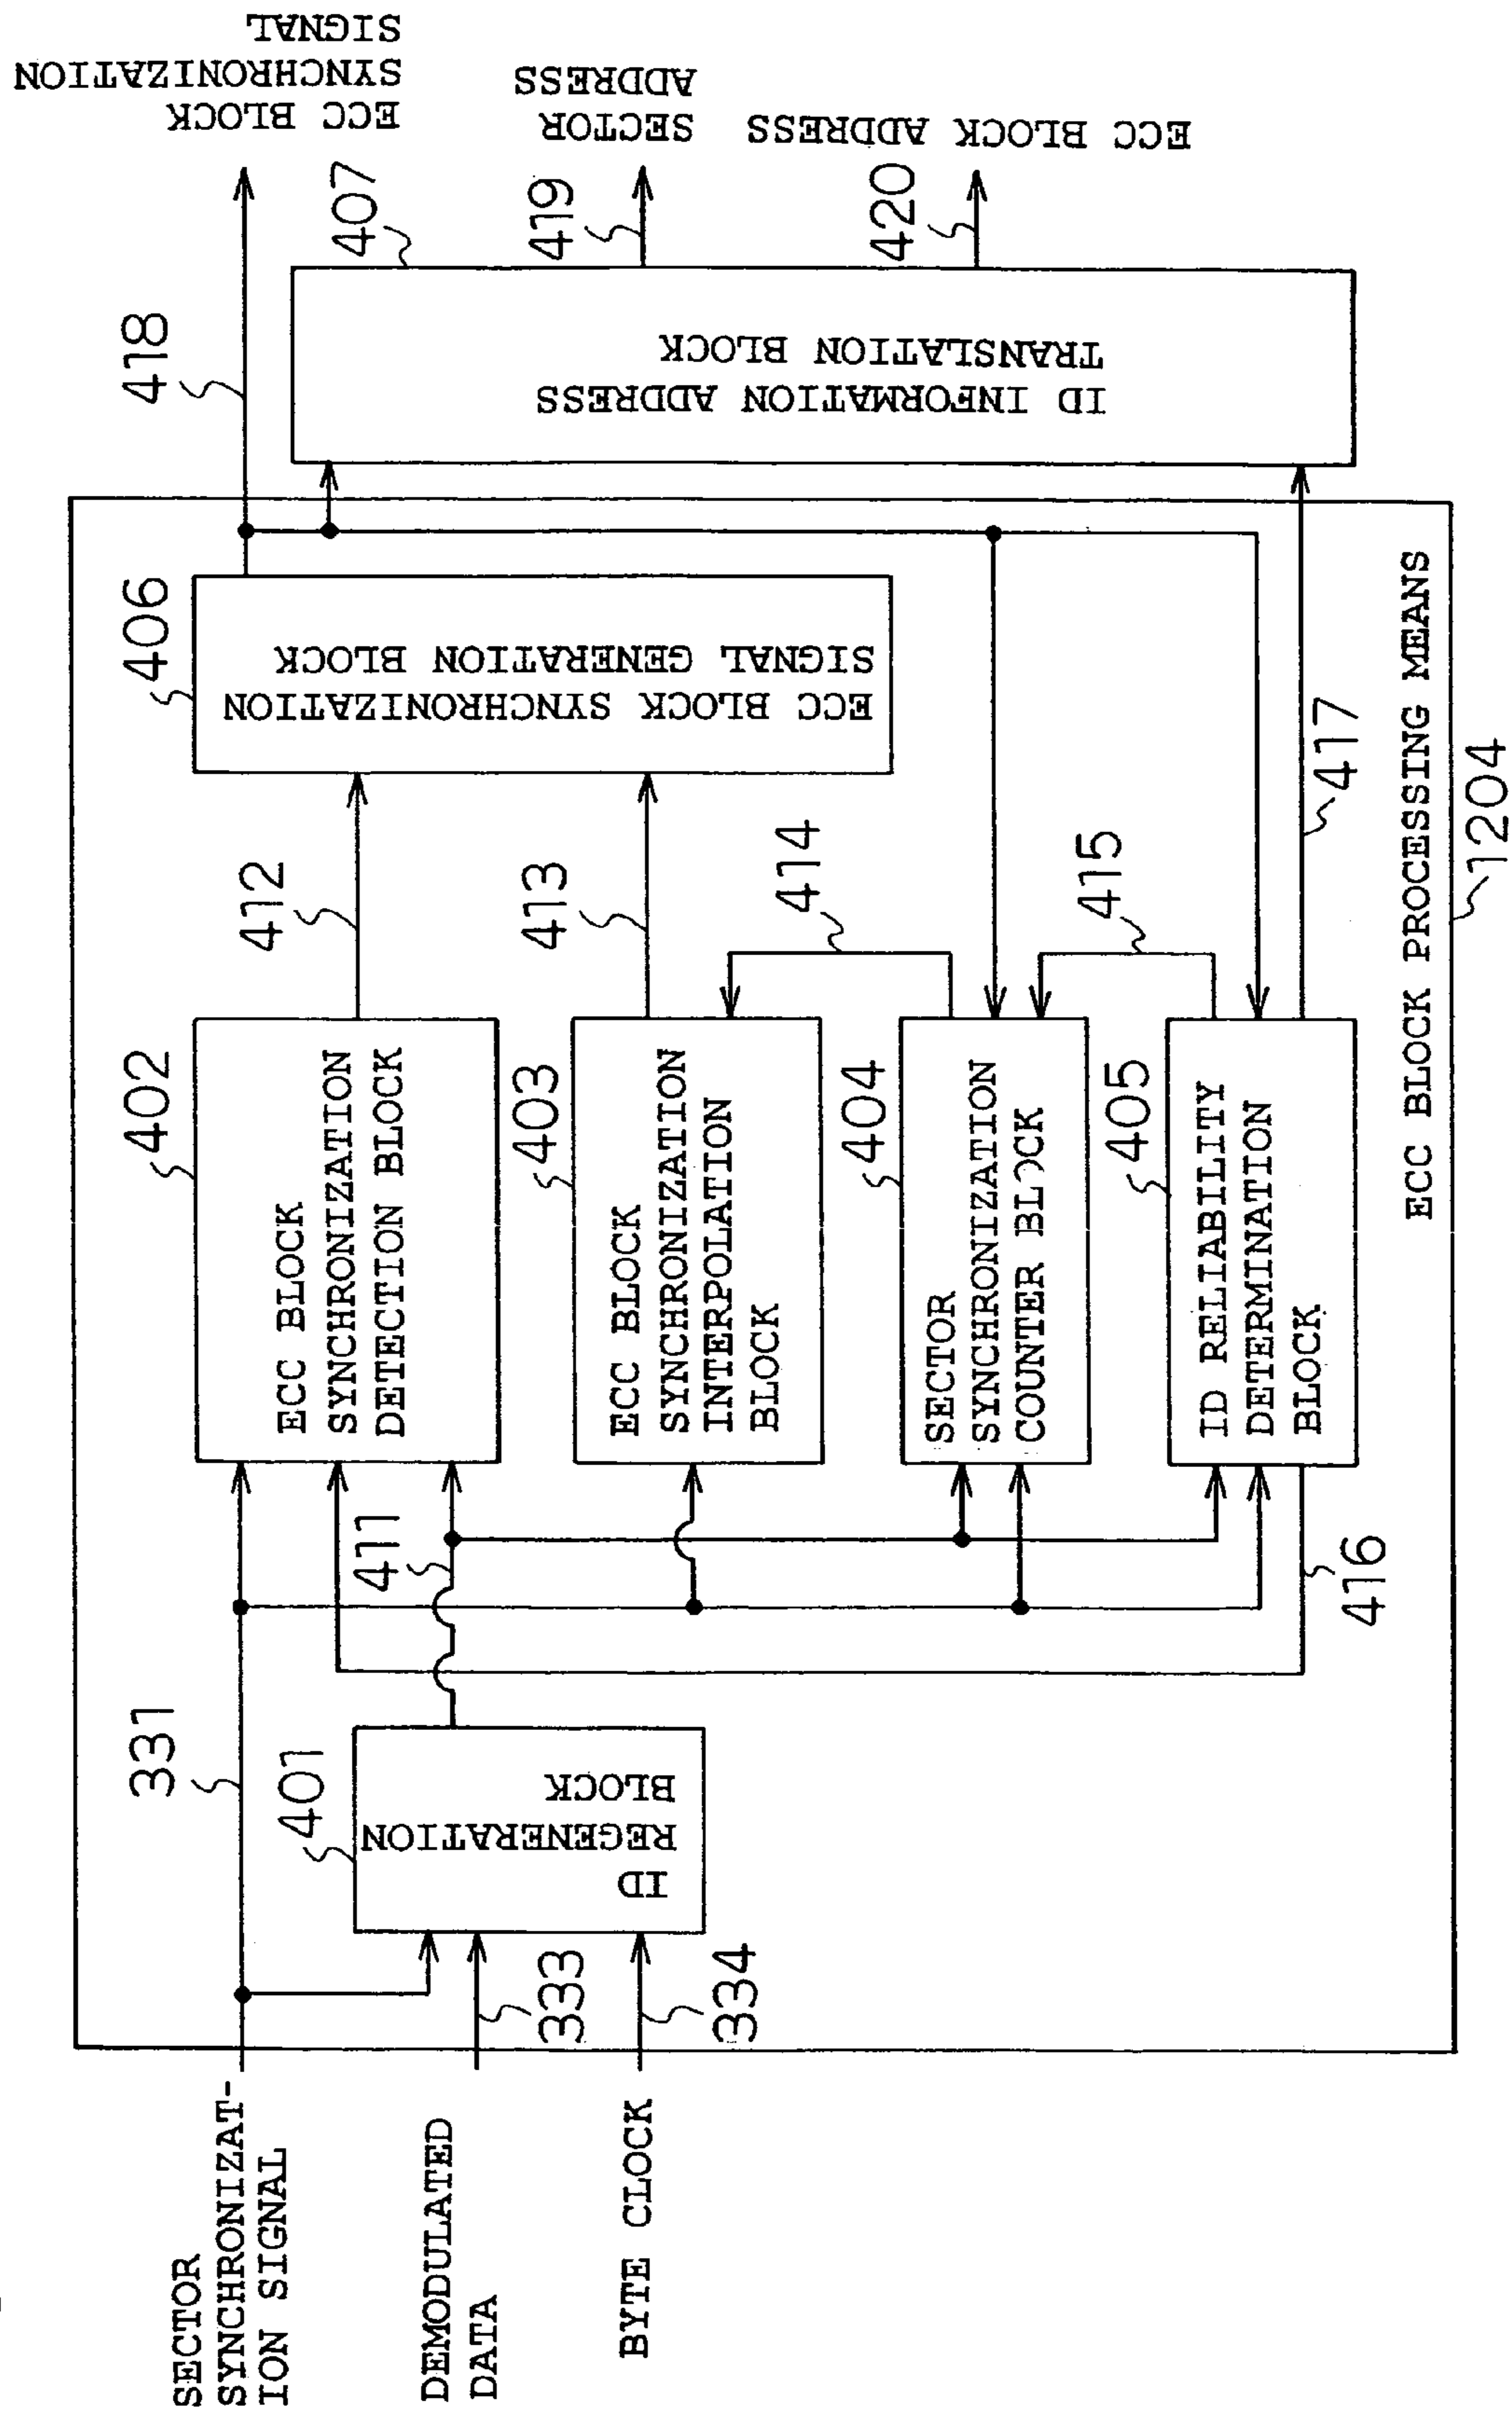 SECTOR
SYNCHRONIZAT-
ION SIGNAL
DEMODULATED
DATA
BYTE CLOCK
331
333
334
401
ID
REGENERATION
BLOCK
411
416
402
ECC BLOCK
SYNCHRONIZATION
DETECTION BLOCK
403
ECC BLOCK
SYNCHRONIZATION
INTERPOLATION
BLOCK
404
SECTOR
SYNCHRONIZATION
COUNTER BLOCK
405
ID RELIABILITY
DETERMINATION
BLOCK
412
413
414
415
417
406
ECC BLOCK SYNCHRONIZATION
SIGNAL GENERATION BLOCK
ECC BLOCK PROCESSING MEANS
1204
418
407
ID INFORMATION ADDRESS
TRANSLATION BLOCK
419
420
ECC BLOCK
SYNCHRONIZATION
SIGNAL
SECTOR
ADDRESS
ECC BLOCK ADDRESS